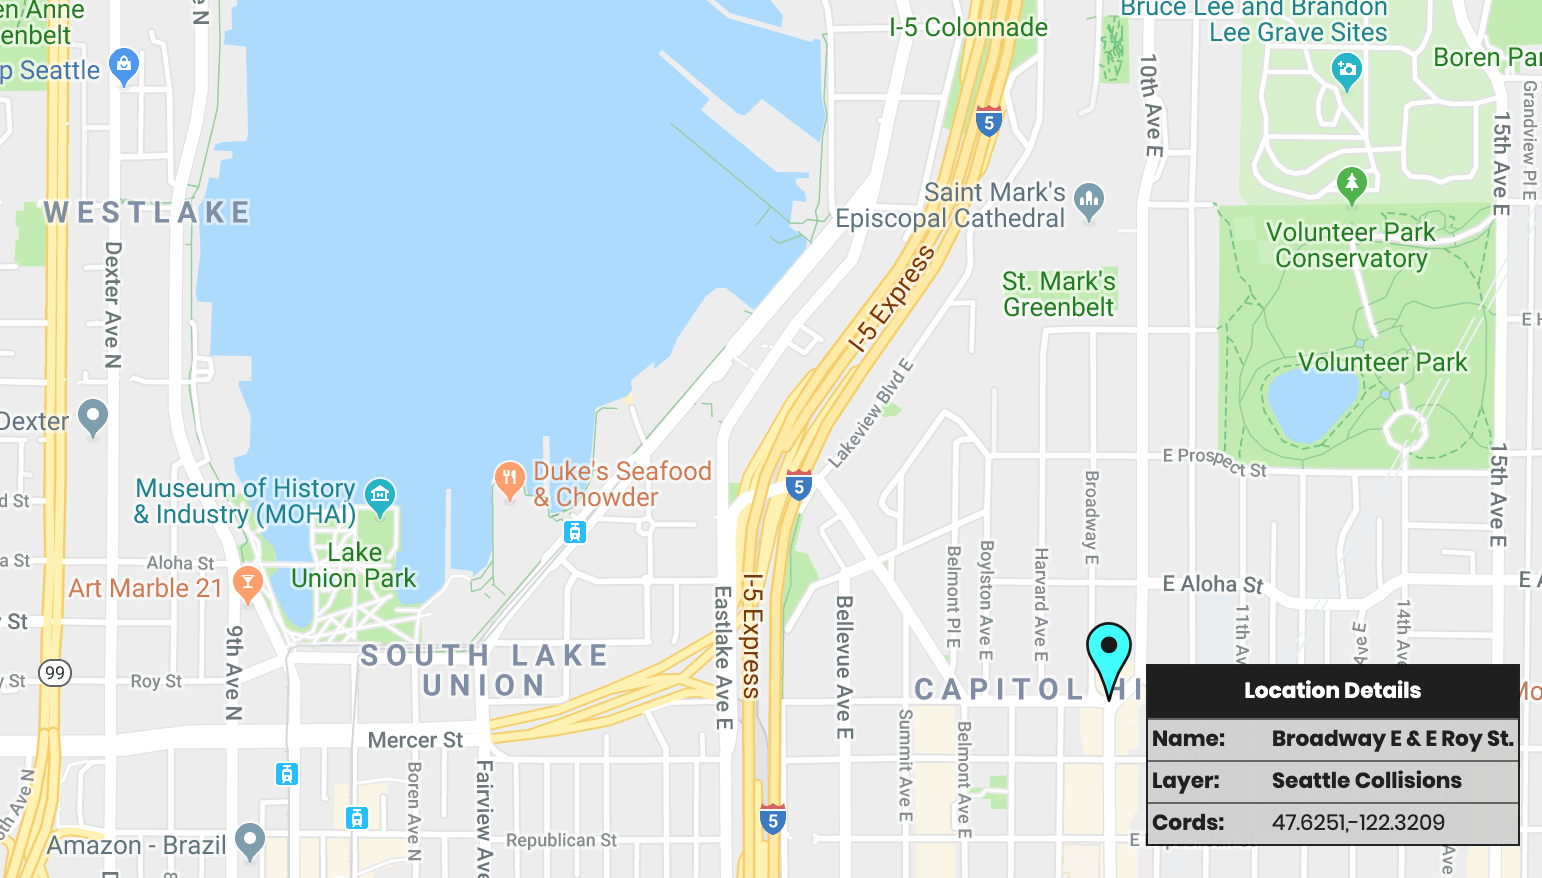 en Anne
enbelt
p Seattle
e N
I-5 Colonnade
Bruce Lee and Brandon
Lee Grave Sites
Boren Par
10th Ave E
5
Grandview Pl E
15th Ave E
WESTLAKE
Saint Mark's
Episcopal Cathedral
Volunteer Park
Conservatory
Dexter Ave N
I-5 Express
St. Mark's
Greenbelt
E H
Volunteer Park
Dexter
Lakeview Blvd E
E Prospect St
15th Ave E
Museum of History
& Industry (MOHAI)
Duke's Seafood
& Chowder
5
Broadway E
d St
a St
Aloha St
Lake
Union Park
Art Marble 21
I-5 Express
Eastlake Ave E
Bellevue Ave E
Belmont Pl E
Boylston Ave E
Harvard Ave E
E Aloha St
E A
11th Av
14th Ave
y St
9th Ave N
SOUTH LAKE
UNION
99
y St
Roy St
CAPITOL HI
Mo
Mercer St
Boren Ave N
Fairview Ave
Summit Ave E
Belmont Ave E
5
Republican St
Amazon - Brazil
Location Details
Name: Broadway E & E Roy St.
Layer: Seattle Collisions
Cords: 47.6251,-122.3209
Ave